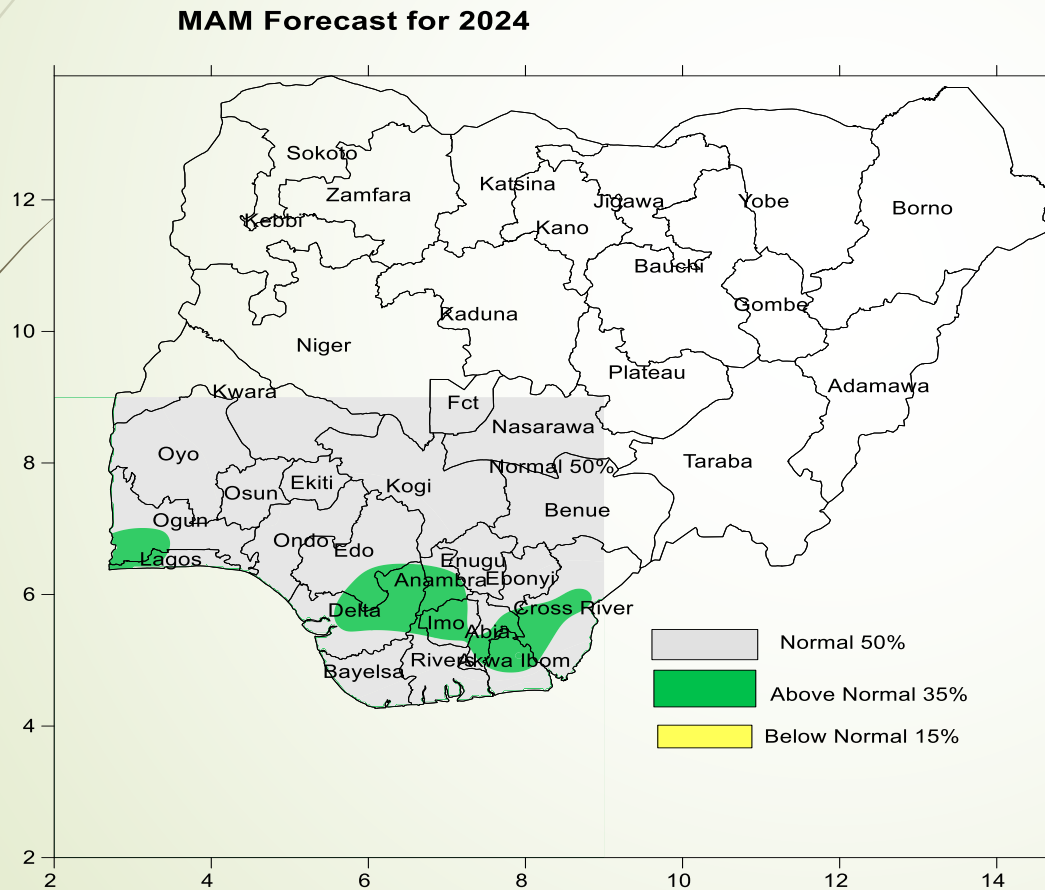 MAM Forecast for 2024
Sokoto
Zamfara
Katsina
Kebbi
Kano
Jigawa
Yobe
Borno
12
Bauchi
Gombe
10
Kaduna
Niger
Plateau
Adamawa
Kwara
Fct
Nasarawa
Oyo
8
Normal 50%
Taraba
Osun
Ekiti
Kogi
Benue
Ogun
Ondo
Edo
Lagos
Enugu
Anambra
Ebonyi
6
Delta
Imo
Cross River
Abia
Rivers
Akwa Ibom
Bayelsa
Normal 50%
Above Normal 35%
Below Normal 15%
4
2
2
4
6
8
10
12
14